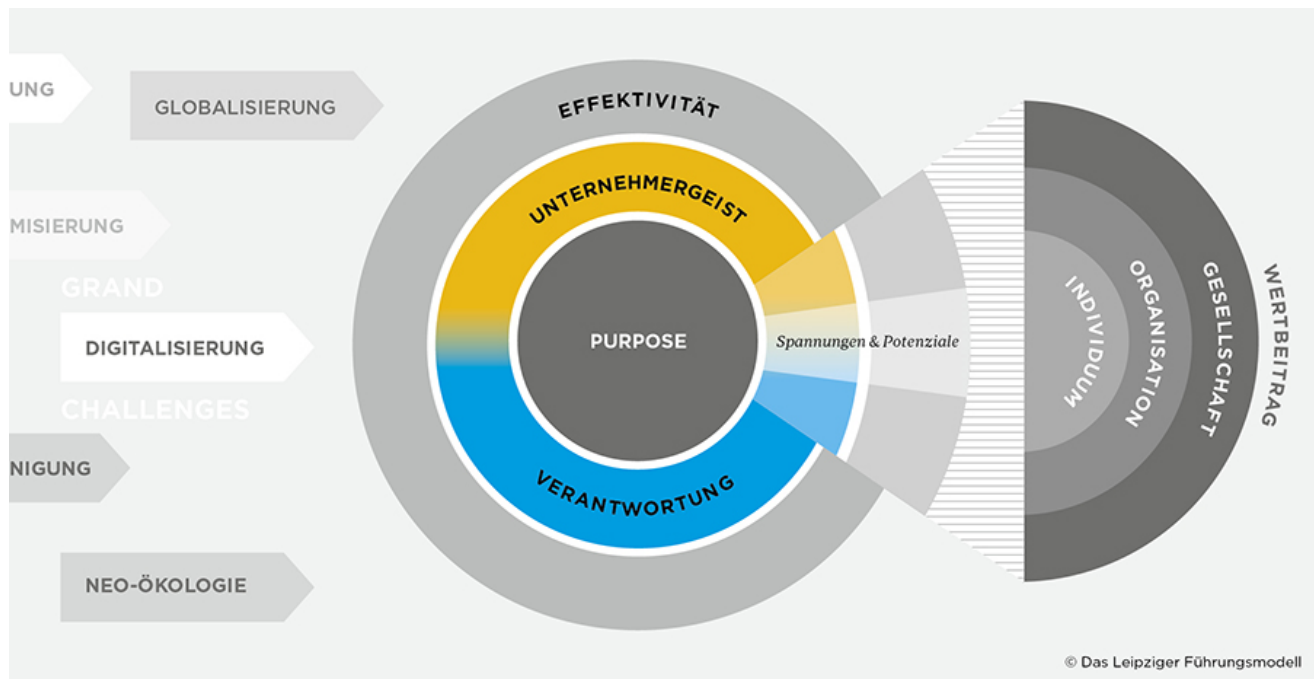 UNG
GLOBALISIERUNG
MISIERUNG
GRAND
DIGITALISIERUNG
CHALLENGES
NIGUNG
NEO-ÖKOLOGIE
EFFEKTIVITÄT
UNTERNEHMERGEIST
PURPOSE
VERANTWORTUNG
Spannungen & Potenziale
INDIVIDUUM
ORGANISATION
GESELLSCHAFT
WERTBEITRAG
© Das Leipziger Führungsmodell